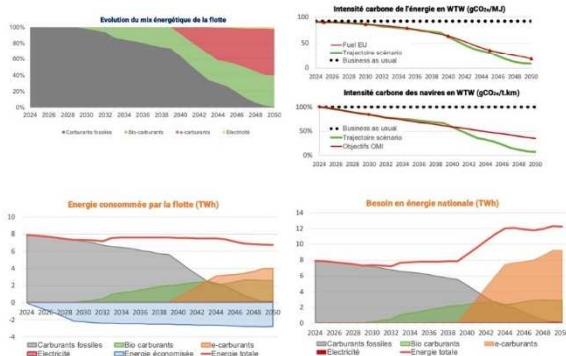 Evolution du mix énergétique de la flotte
100%
80%
60%
40%
20%
0%
2024 2026 2028 2030 2032 2034 2036 2038 2040 2042 2044 2046 2048 2050
Carburants fossiles Bio-carburants e-carburants Electricité
Intensité carbone de l'énergie en WTW (gCO₂ₑ/MJ)
100
50
0
Fuel EU
Trajectoire scénario
Business as usual
2024 2026 2028 2030 2032 2034 2036 2038 2040 2042 2044 2046 2048 2050
Intensité carbone des navires en WTW (gCO₂ₑ/t.km)
100%
50%
0%
Business as usual
Trajectoire scénario
Objectifs OMI
2024 2026 2028 2030 2032 2034 2036 2038 2040 2042 2044 2046 2048 2050
Energie consommée par la flotte (TWh)
10
8
6
4
2
0
-2
-4
2024 2026 2028 2030 2032 2034 2036 2038 2040 2042 2044 2046 2048 2050
Carburants fossiles Bio carburants e-carburants
Electricité Energie économisée Energie totale
Besoin en énergie nationale (TWh)
14
12
10
8
6
4
2
0
2024 2026 2028 2030 2032 2034 2036 2038 2040 2042 2044 2046 2048 205
Carburants fossiles Bio carburants e-carburants
Electricité Energie totale